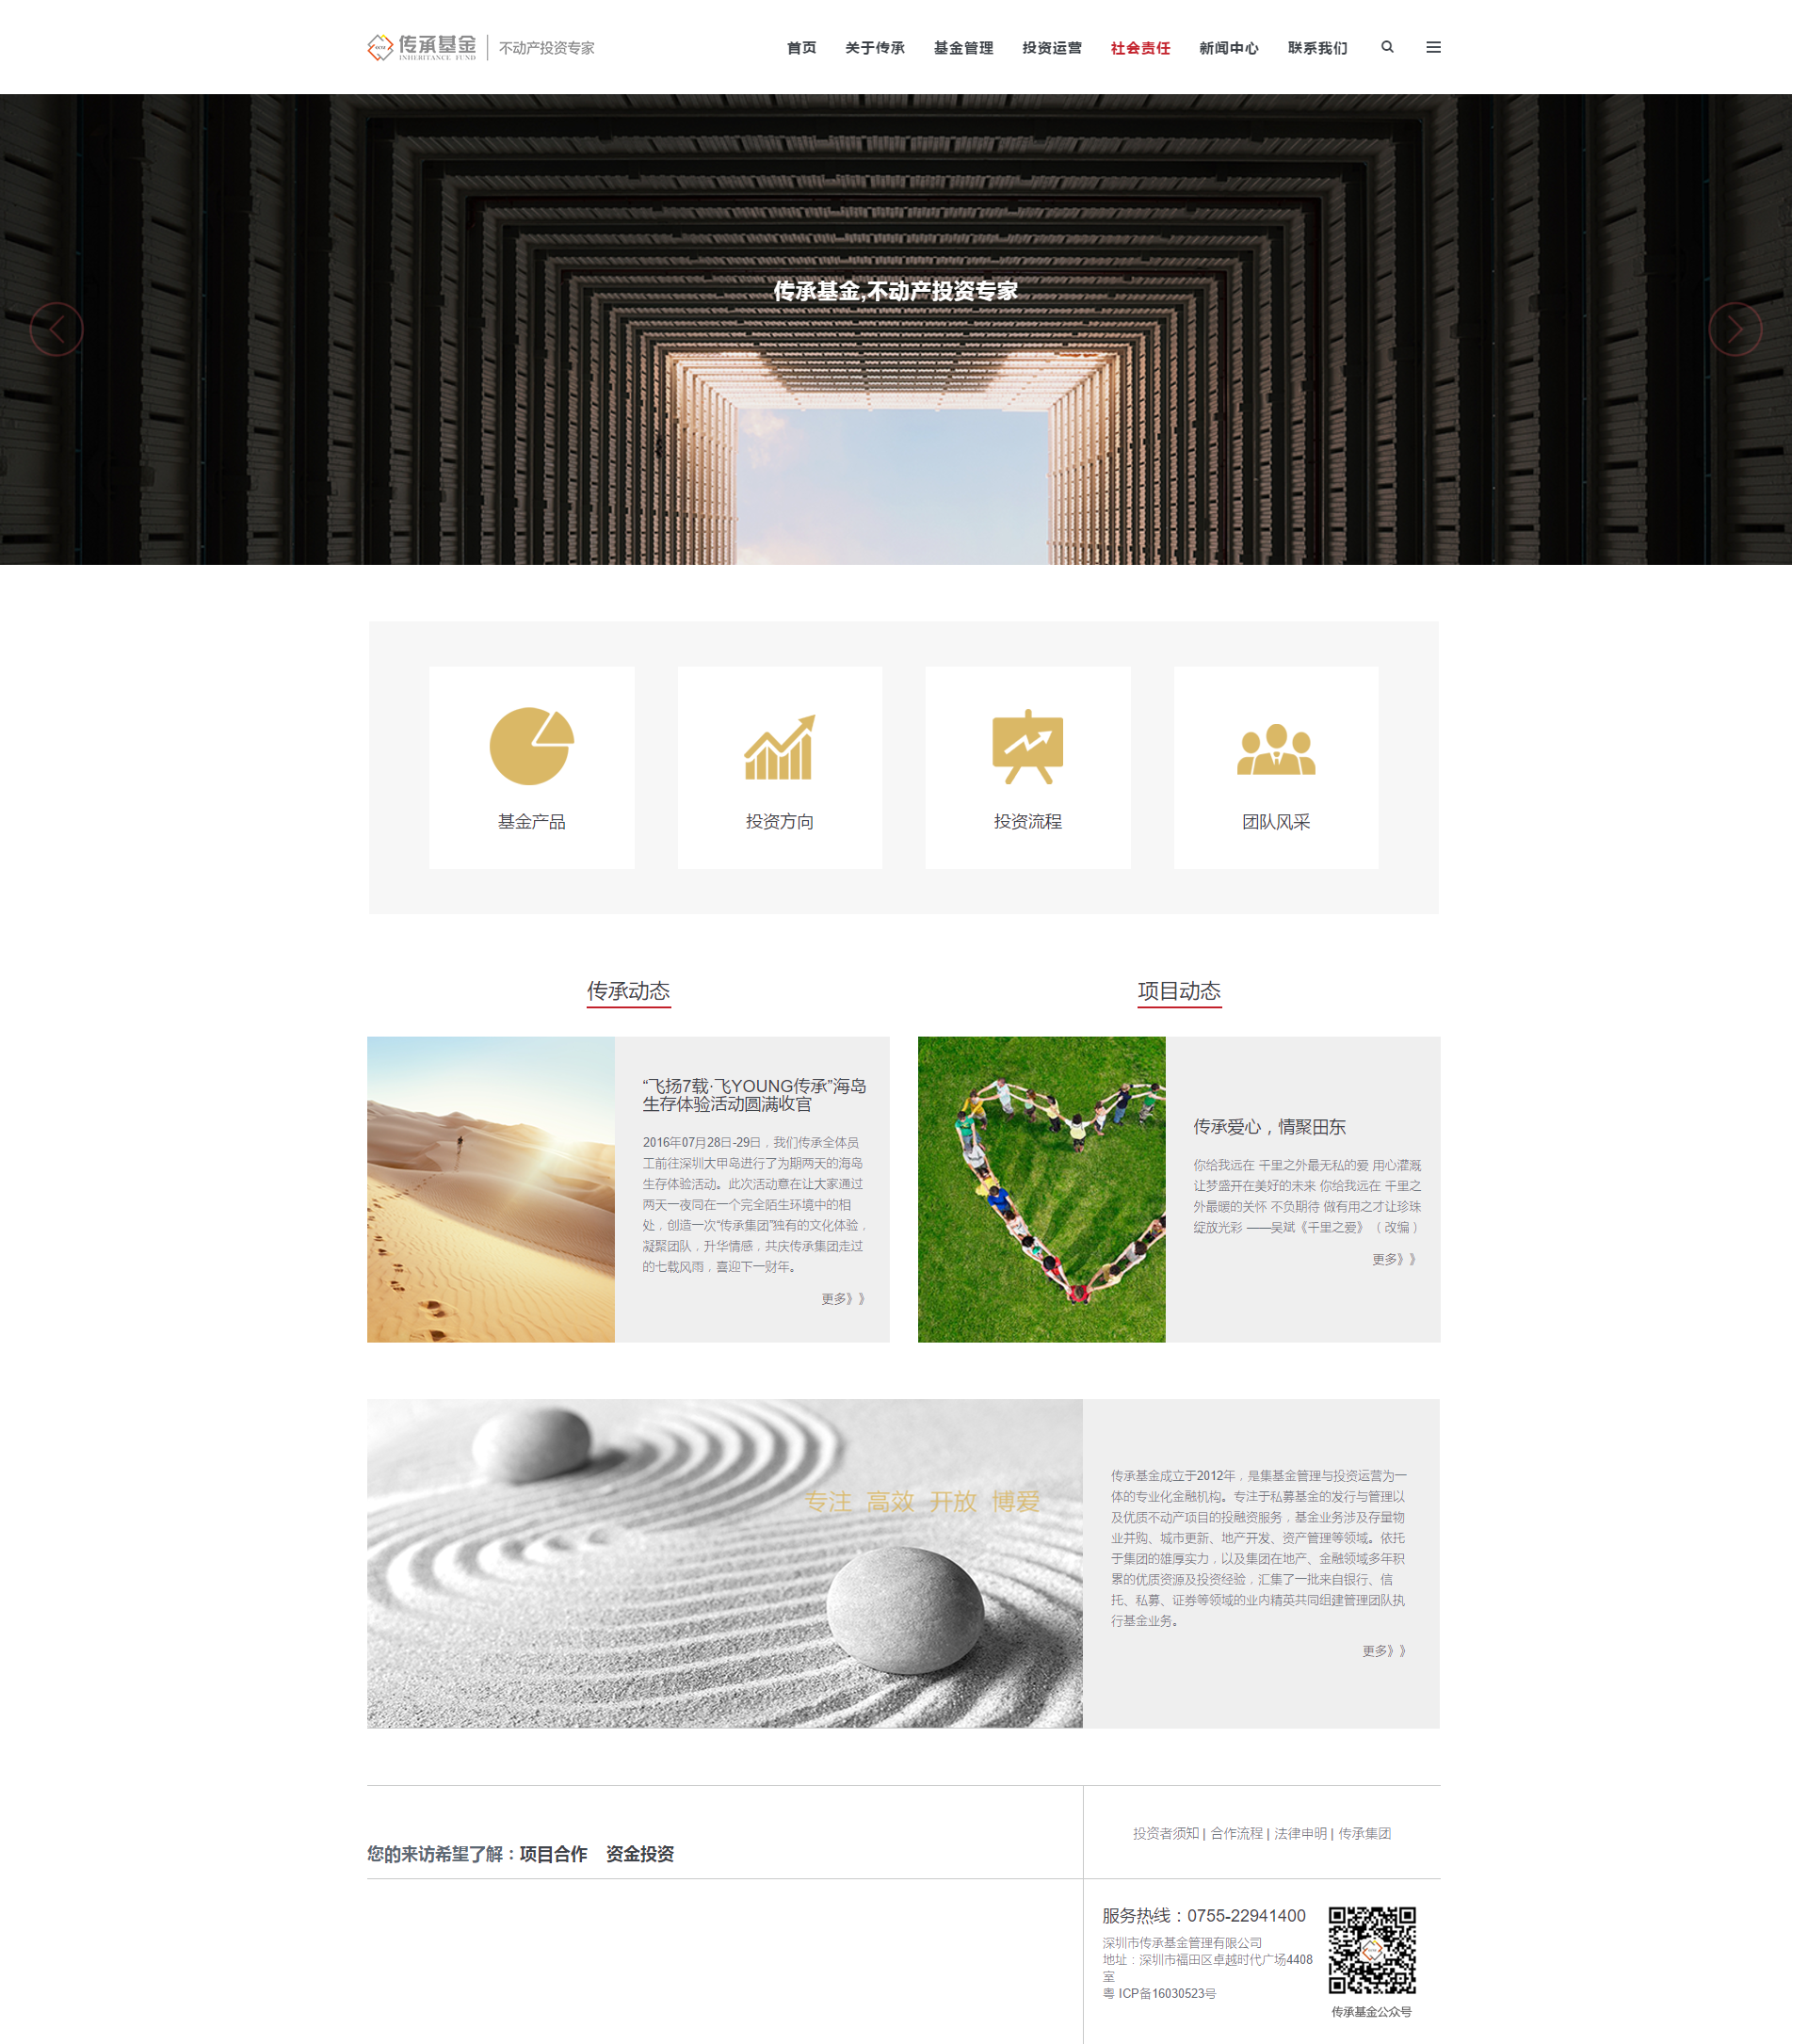 传承基金
INHERITANCE FUND
不动产投资专家
首页 关于传承 基金管理 投资运营 社会责任 新闻中心 联系我们
传承基金,不动产投资专家
基金产品 投资方向 投资流程 团队风采
传承动态
“飞扬7载·飞YOUNG传承”海岛
生存体验活动圆满收官
2016年07月28日-29日，我们传承全体员
工前往深圳大甲岛进行了为期两天的海岛
生存体验活动。此次活动意在让大家通过
两天一夜同在一个完全陌生环境中的相
处，创造一次“传承集团”独有的文化体验，
凝聚团队，升华情感，共庆传承集团走过
的七载风雨，喜迎下一财年。
更多》》
项目动态
传承爱心，情聚田东
你给我远在 千里之外最无私的爱 用心灌溉
让梦盛开在美好的未来 你给我远在 千里之
外最暖的关怀 不负期待 做有用之才让珍珠
绽放光彩 ——吴斌《千里之爱》（改编）
更多》》
专注 高效 开放 博爱
传承基金成立于2012年，是集基金管理与投资运营为一
体的专业化金融机构。专注于私募基金的发行与管理以
及优质不动产项目的投融资服务，基金业务涉及存量物
业并购、城市更新、地产开发、资产管理等领域。依托
于集团的雄厚实力，以及集团在地产、金融领域多年积
累的优质资源及投资经验，汇集了一批来自银行、信
托、私募、证券等领域的业内精英共同组建管理团队执
行基金业务。
更多》》
您的来访希望了解：项目合作 资金投资
投资者须知 | 合作流程 | 法律申明 | 传承集团
服务热线：0755-22941400
深圳市传承基金管理有限公司
地址：深圳市福田区卓越时代广场4408
室
粤 ICP备16030523号
传承基金公众号